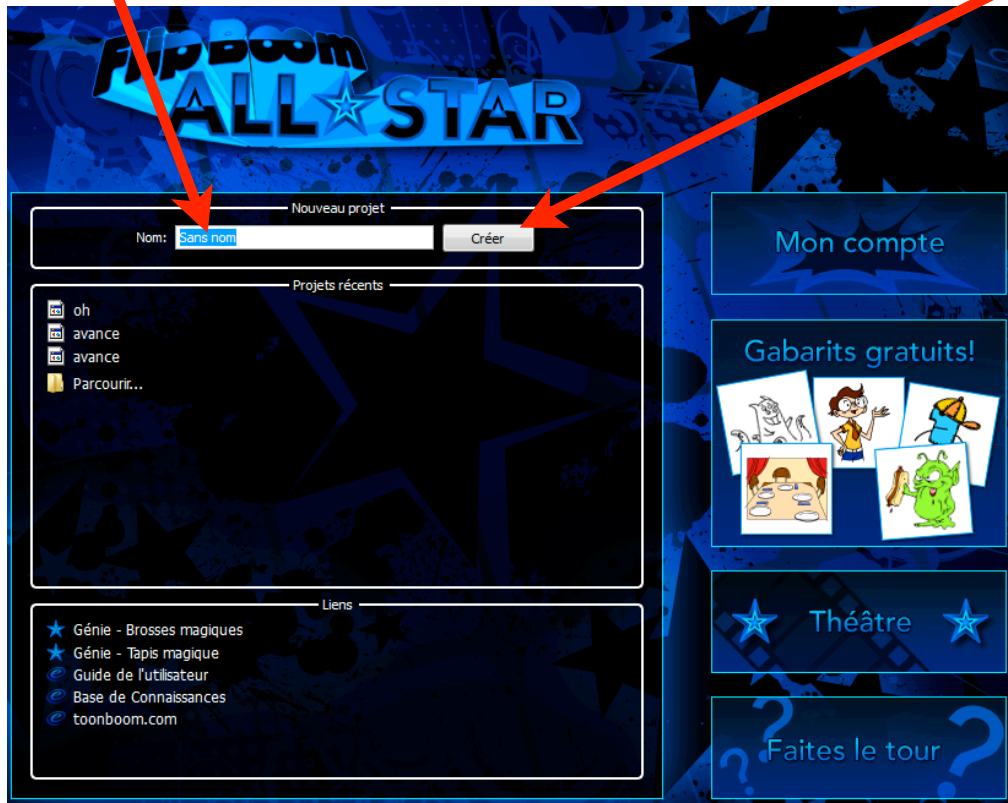 Flip Boom
ALL STAR
Nouveau projet
Nom: Sans nom Créer
Projets récents
oh
avance
avance
Parcourir...
Liens
Génie - Brosses magiques
Génie - Tapis magique
Guide de l'utilisateur
Base de Connaissances
toonboom.com
Mon compte
Gabarits gratuits!
Théâtre
Faites le tour